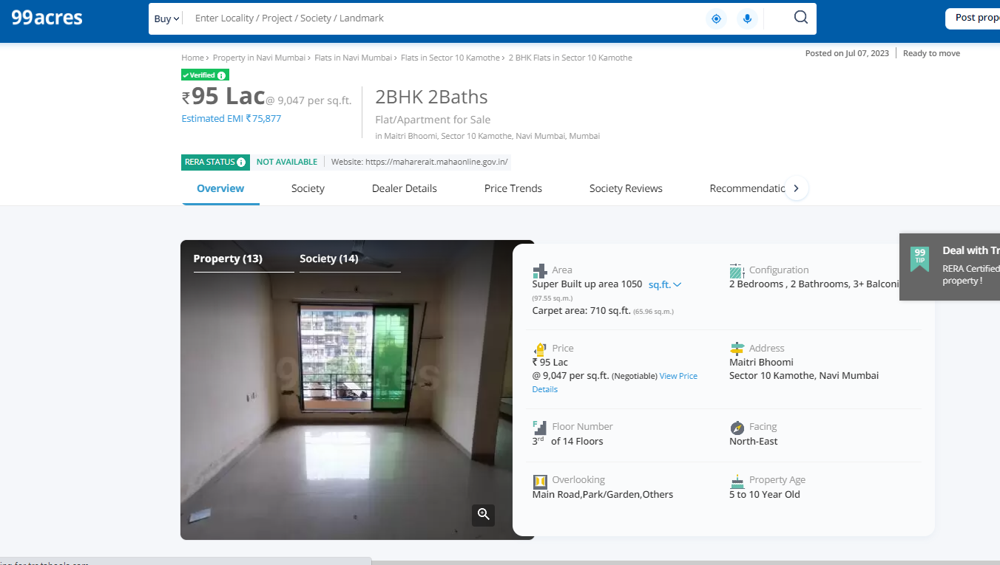 99acres
Buy
Enter Locality / Project / Society / Landmark
Post prop
Home > Property in Navi Mumbai > Flats in Navi Mumbai > Flats in Sector 10 Kamothe > 2 BHK Flats in Sector 10 Kamothe
Posted on Jul 07, 2023 Ready to move
Verified
₹95 Lac @ 9,047 per sq.ft.
Estimated EMI ₹75,877
2BHK 2Baths
Flat/Apartment for Sale
in Maitri Bhoomi, Sector 10 Kamothe, Navi Mumbai, Mumbai
RERA STATUS NOT AVAILABLE Website: https://maharerait.mahaonline.gov.in/
Overview Society Dealer Details Price Trends Society Reviews Recommendatio
Property (13) Society (14)
99acres
Area
Super Built up area 1050 sq.ft.
(97.55 sq.m.)
Carpet area: 710 sq.ft. (65.96 sq.m.)
Configuration
2 Bedrooms , 2 Bathrooms, 3+ Balconi
Price
₹ 95 Lac
@ 9,047 per sq.ft. (Negotiable) View Price
Details
Address
Maitri Bhoomi
Sector 10 Kamothe, Navi Mumbai
F
Floor Number
3rd of 14 Floors
Facing
North-East
Overlooking
Main Road,Park/Garden,Others
Property Age
5 to 10 Year Old
99
TIP
Deal with Tr
RERA Certified
property !